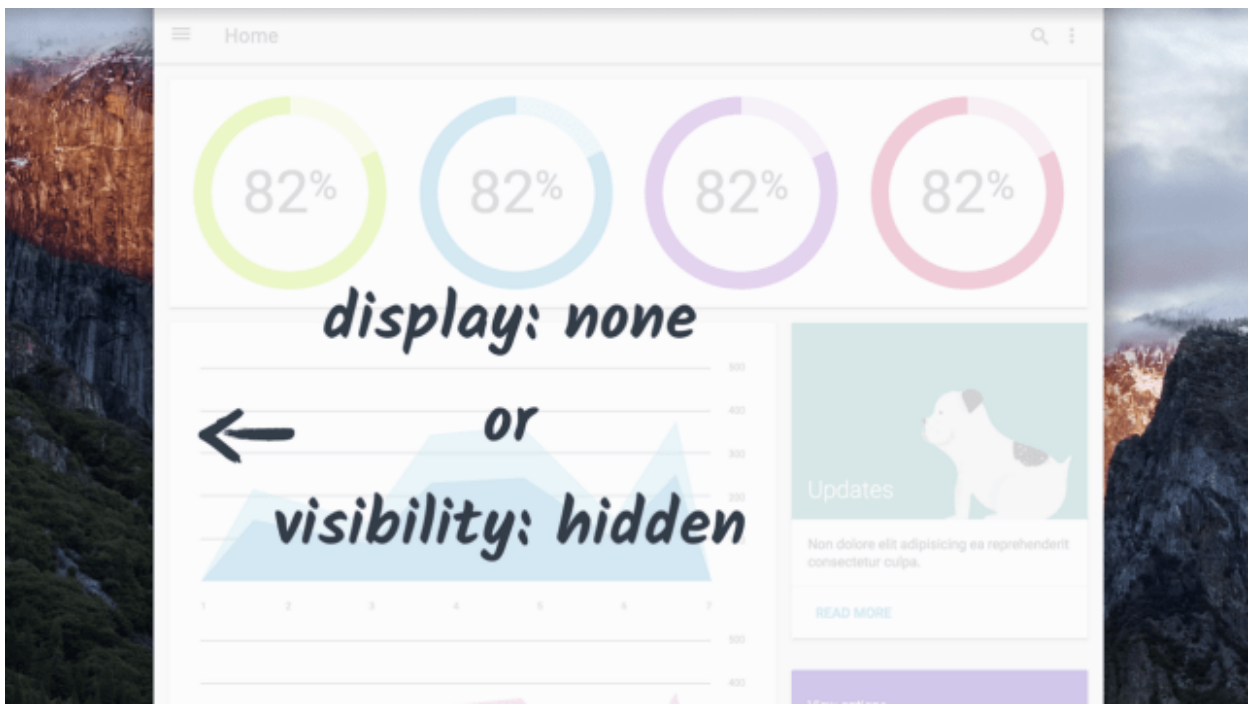 Home
82%
82%
82%
82%
display: none
or
visibility: hidden
500
400
300
200
1 2 3 4 5 6 7
Updates
Non dolore elit adipisicing ea reprehenderit
consectetur culpa.
READ MORE
500
400